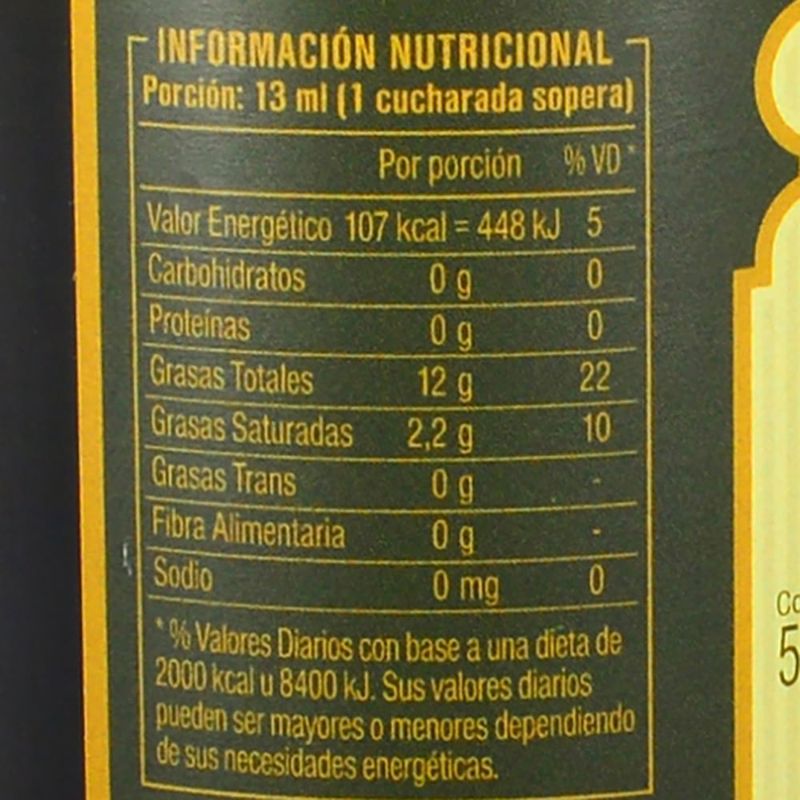 INFORMACIÓN NUTRICIONAL
Porción: 13 ml (1 cucharada sopera)
Por porción % VD*
Valor Energético 107 kcal = 448 kJ 5
Carbohidratos 0 g 0
Proteínas 0 g 0
Grasas Totales 12 g 22
Grasas Saturadas 2,2 g 10
Grasas Trans 0 g -
Fibra Alimentaria 0 g -
Sodio 0 mg 0
* % Valores Diarios con base a una dieta de
2000 kcal u 8400 kJ. Sus valores diarios
pueden ser mayores o menores dependiendo
de sus necesidades energéticas.